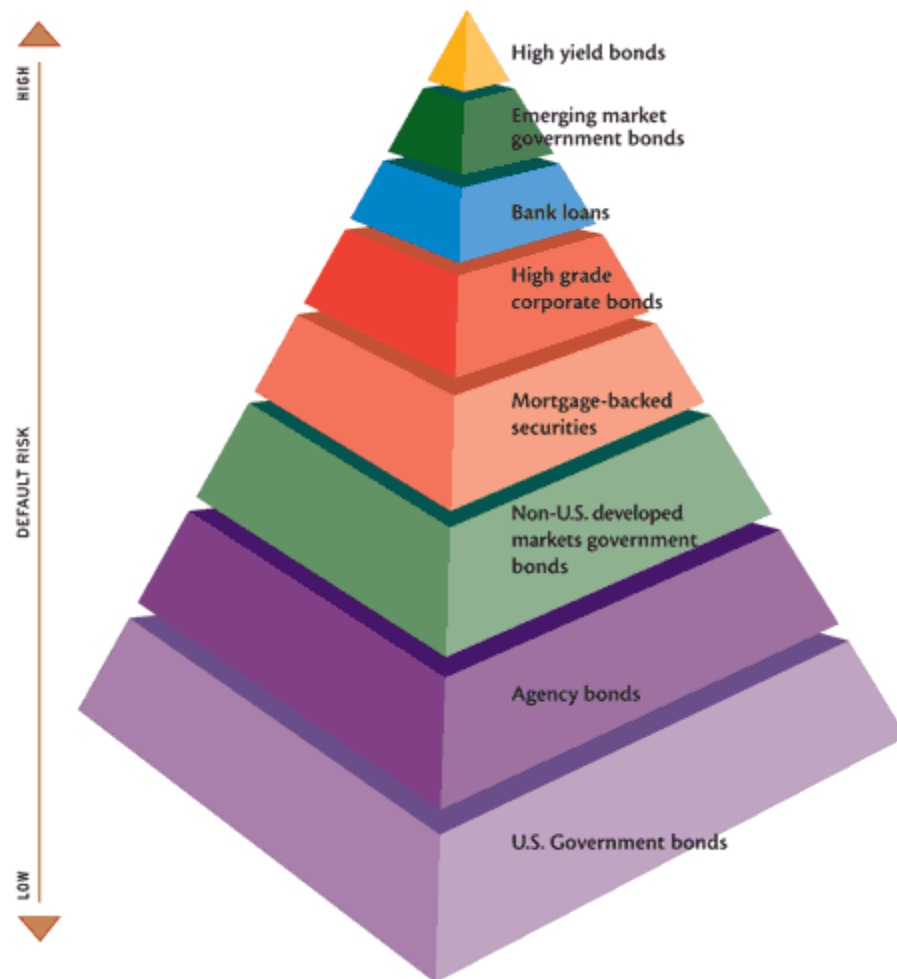 HIGH
High yield bonds
Emerging market
government bonds
Bank loans
High grade
corporate bonds
Mortgage-backed
securities
DEFAULT RISK
Non-U.S. developed
markets government
bonds
Agency bonds
U.S. Government bonds
LOW